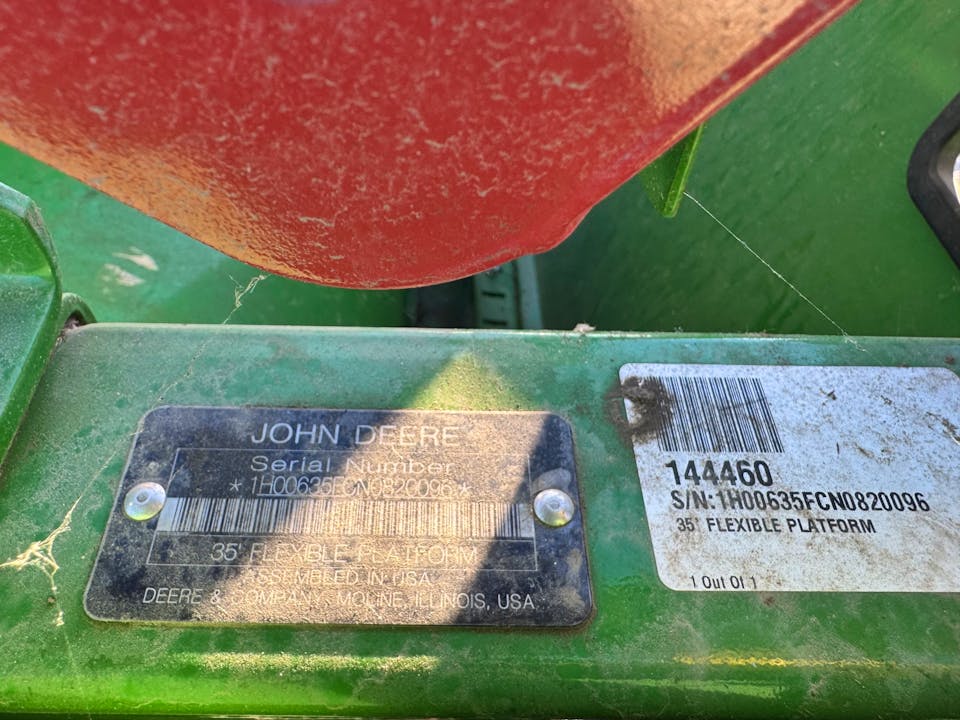 JOHN DEERE
Serial Number
*1H00635FCN0820096*
35' FLEXIBLE PLATFORM
ASSEMBLED IN USA
DEERE & COMPANY, MOLINE, ILLINOIS, USA
144460
S/N:1H00635FCN0820096
35' FLEXIBLE PLATFORM
1 Out Of 1